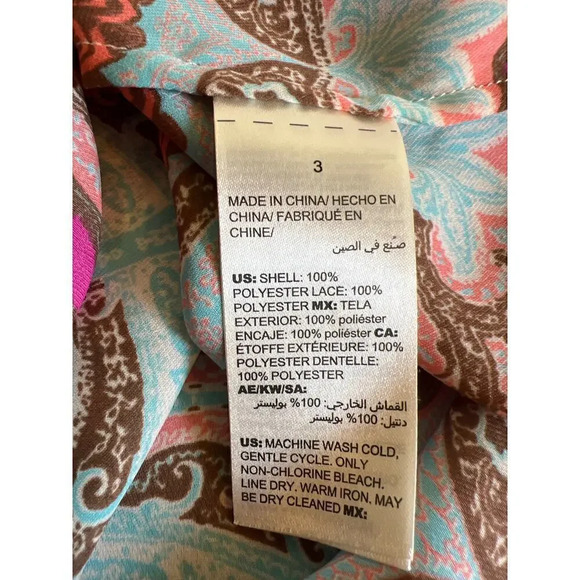 3
MADE IN CHINA/ HECHO EN
CHINA/ FABRIQUÉ EN
CHINE/
صنّع في الصين
US: SHELL: 100%
POLYESTER LACE: 100%
POLYESTER MX: TELA
EXTERIOR: 100% poliéster
ENCAJE: 100% poliéster CA:
ÉTOFFE EXTÉRIEURE: 100%
POLYESTER DENTELLE:
100% POLYESTER
AE/KW/SA:
القماش الخارجي: 100% بوليستر
دنتيل: 100% بوليستر
US: MACHINE WASH COLD,
GENTLE CYCLE. ONLY
NON-CHLORINE BLEACH.
LINE DRY. WARM IRON. MAY
BE DRY CLEANED MX: